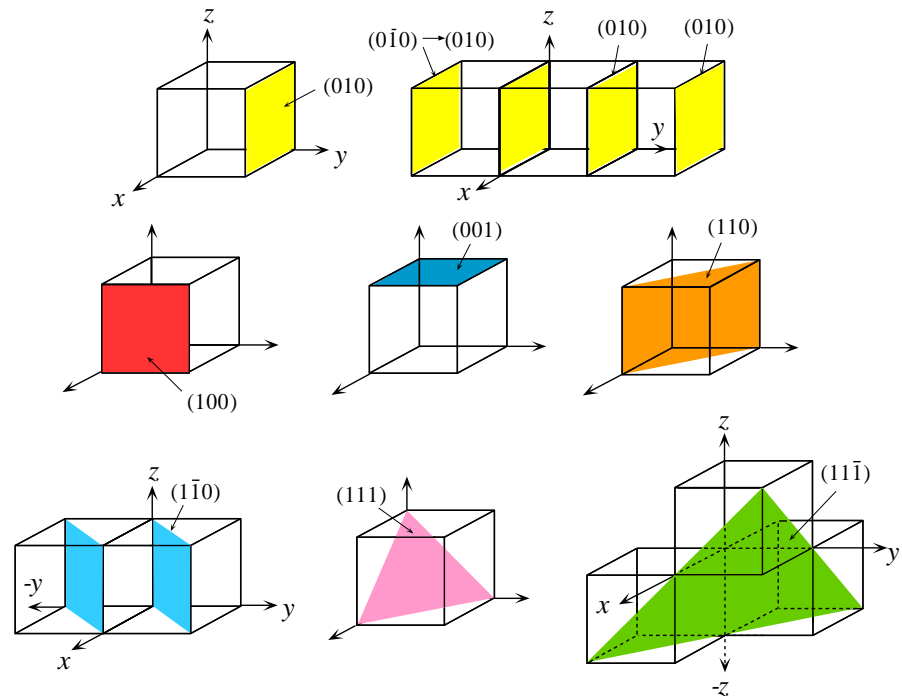 z
(010)
y
x
z
(01̄0)→(010)
(010)
(010)
y
x
(100)
(001)
(110)
z
(11̄0)
-y
y
x
(111)
z
(111̄)
y
x
-z